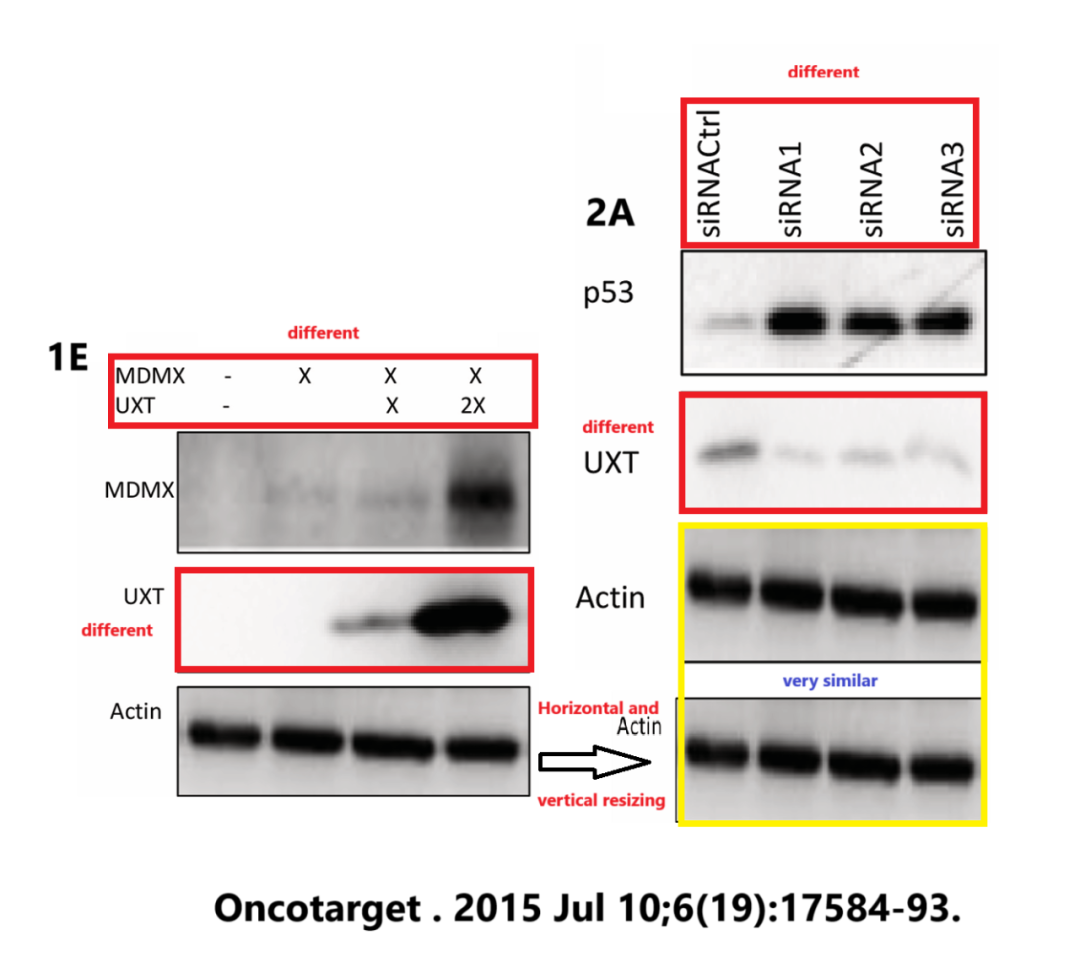 different
siRNACtrl
siRNA1
siRNA2
siRNA3
2A
p53
different
UXT
Actin
very similar
different
1E
MDMX - X X X
UXT - X 2X
MDMX
UXT
different
Actin
Horizontal and
Actin
vertical resizing
Oncotarget . 2015 Jul 10;6(19):17584-93.